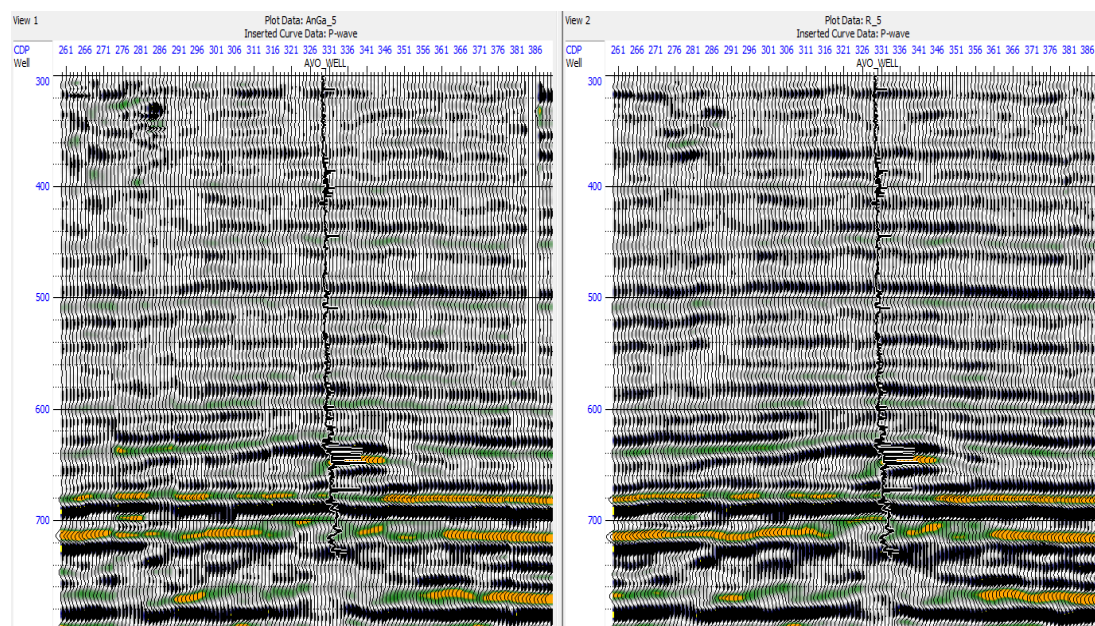 View 1
Plot Data: AnGa_5
Inserted Curve Data: P-wave
CDP 261 266 271 276 281 286 291 296 301 306 311 316 321 326 331 336 341 346 351 356 361 366 371 376 381 386
Well
AVO_WELL
300
400
500
600
700
View 2
Plot Data: R_5
Inserted Curve Data: P-wave
CDP 261 266 271 276 281 286 291 296 301 306 311 316 321 326 331 336 341 346 351 356 361 366 371 376 381 386
Well
AVO_WELL
300
400
500
600
700